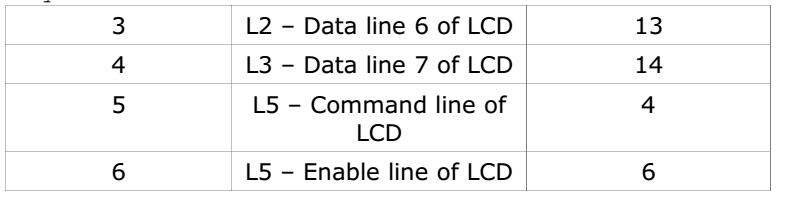 3 L2 – Data line 6 of LCD 13
4 L3 – Data line 7 of LCD 14
5 L5 – Command line of LCD 4
6 L5 – Enable line of LCD 6